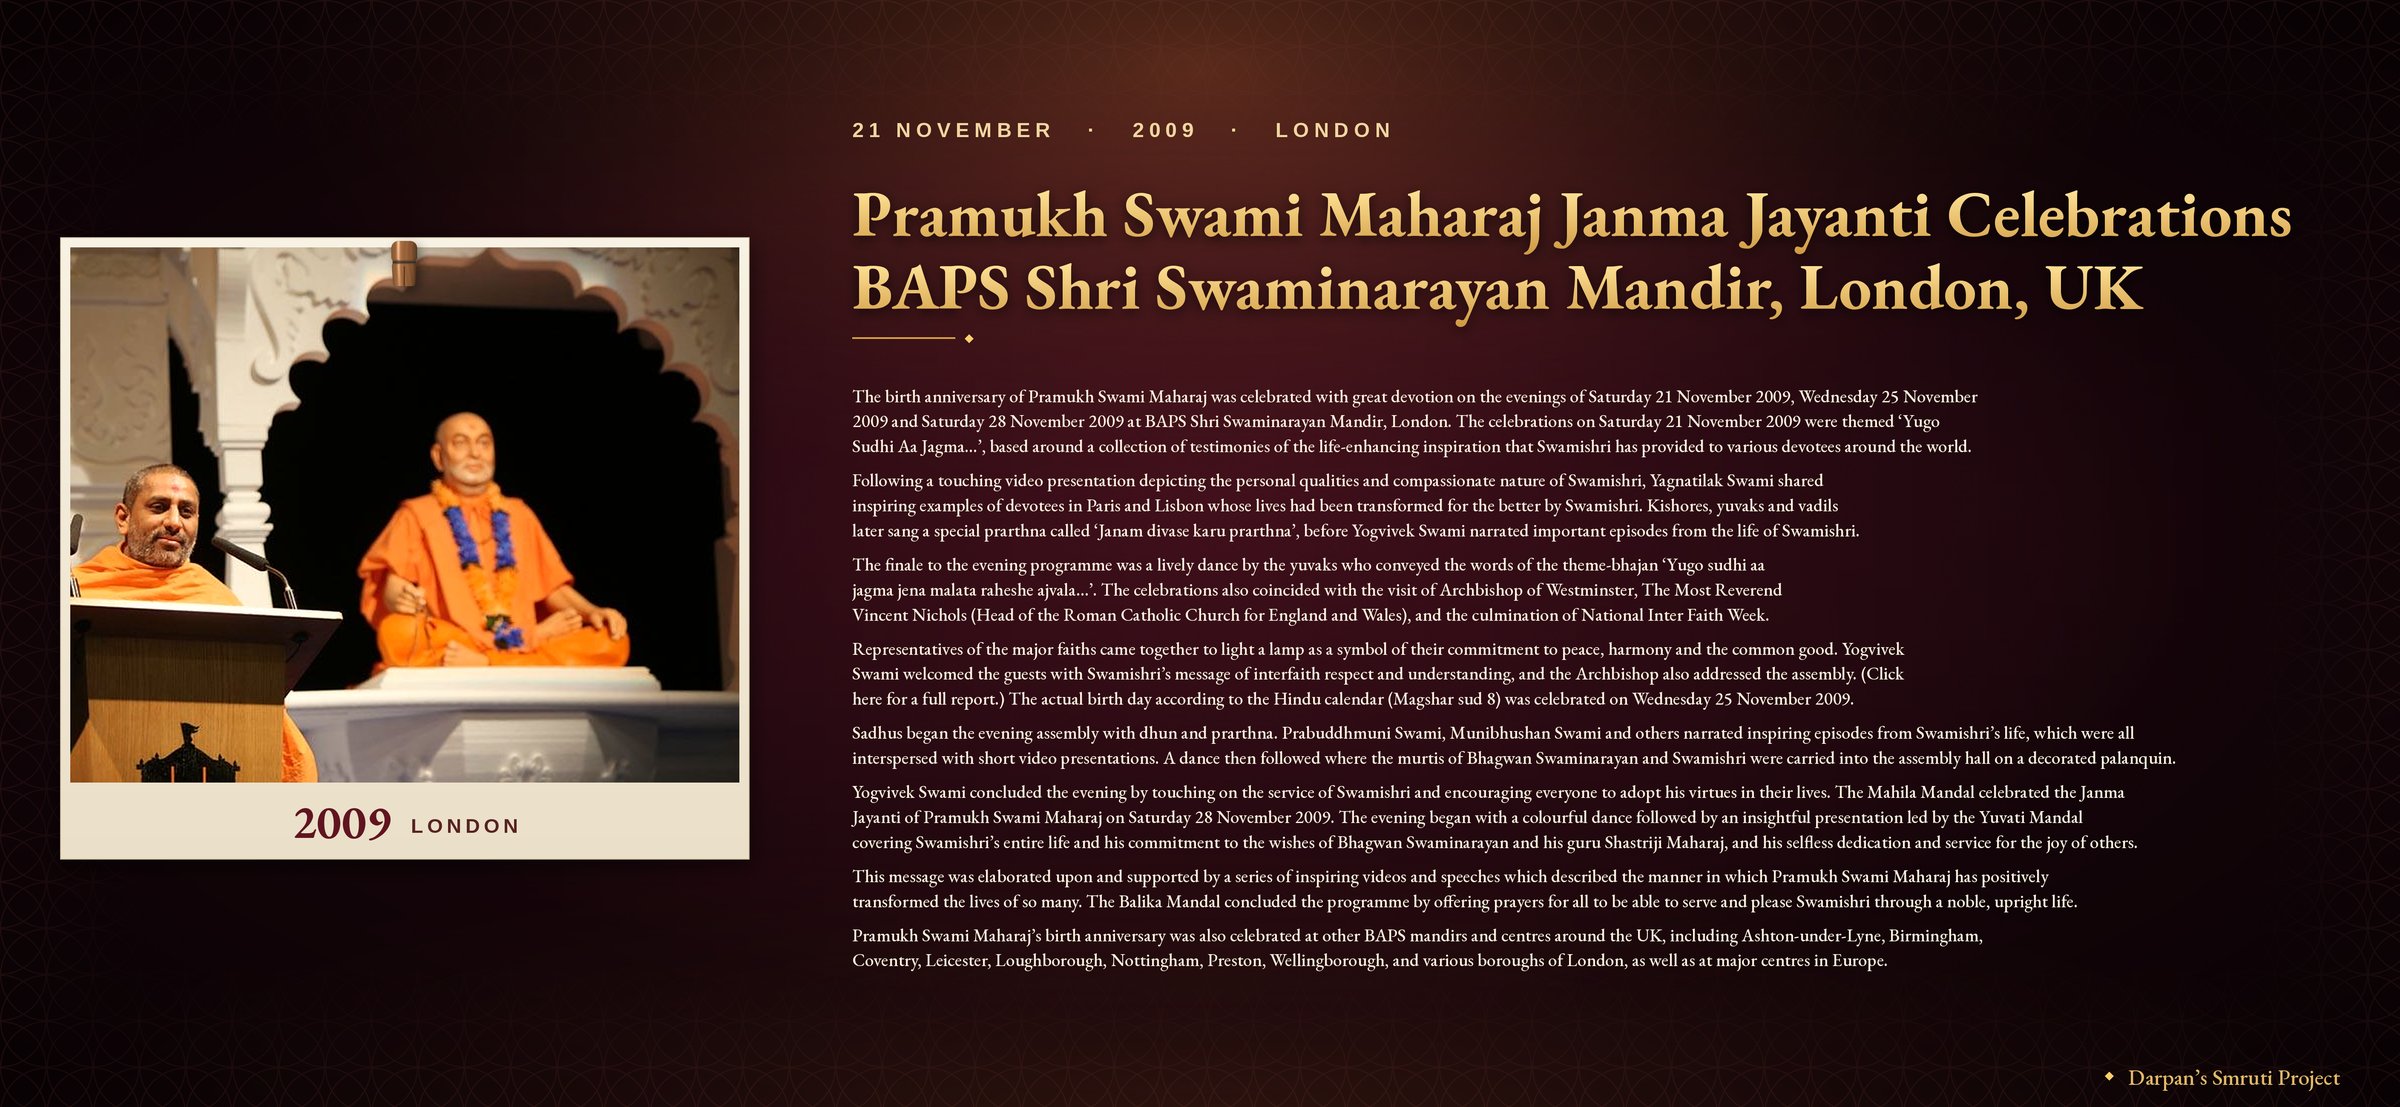 21 NOVEMBER · 2009 · LONDON
Pramukh Swami Maharaj Janma Jayanti Celebrations
BAPS Shri Swaminarayan Mandir, London, UK
The birth anniversary of Pramukh Swami Maharaj was celebrated with great devotion on the evenings of Saturday 21 November 2009, Wednesday 25 November
2009 and Saturday 28 November 2009 at BAPS Shri Swaminarayan Mandir, London. The celebrations on Saturday 21 November 2009 were themed ‘Yugo
Sudhi Aa Jagma...’, based around a collection of testimonies of the life-enhancing inspiration that Swamishri has provided to various devotees around the world.
Following a touching video presentation depicting the personal qualities and compassionate nature of Swamishri, Yagnatilak Swami shared
inspiring examples of devotees in Paris and Lisbon whose lives had been transformed for the better by Swamishri. Kishores, yuvaks and vadils
later sang a special prarthna called ‘Janam divase karu prarthna’, before Yogvivek Swami narrated important episodes from the life of Swamishri.
The finale to the evening programme was a lively dance by the yuvaks who conveyed the words of the theme-bhajan ‘Yugo sudhi aa
jagma jena malata raheshe ajvala...’. The celebrations also coincided with the visit of Archbishop of Westminster, The Most Reverend
Vincent Nichols (Head of the Roman Catholic Church for England and Wales), and the culmination of National Inter Faith Week.
Representatives of the major faiths came together to light a lamp as a symbol of their commitment to peace, harmony and the common good. Yogvivek
Swami welcomed the guests with Swamishri’s message of interfaith respect and understanding, and the Archbishop also addressed the assembly. (Click
here for a full report.) The actual birth day according to the Hindu calendar (Magshar sud 8) was celebrated on Wednesday 25 November 2009.
Sadhus began the evening assembly with dhun and prarthna. Prabuddhmuni Swami, Munibhushan Swami and others narrated inspiring episodes from Swamishri’s life, which were all
interspersed with short video presentations. A dance then followed where the murtis of Bhagwan Swaminarayan and Swamishri were carried into the assembly hall on a decorated palanquin.
Yogvivek Swami concluded the evening by touching on the service of Swamishri and encouraging everyone to adopt his virtues in their lives. The Mahila Mandal celebrated the Janma
Jayanti of Pramukh Swami Maharaj on Saturday 28 November 2009. The evening began with a colourful dance followed by an insightful presentation led by the Yuvati Mandal
covering Swamishri’s entire life and his commitment to the wishes of Bhagwan Swaminarayan and his guru Shastriji Maharaj, and his selfless dedication and service for the joy of others.
This message was elaborated upon and supported by a series of inspiring videos and speeches which described the manner in which Pramukh Swami Maharaj has positively
transformed the lives of so many. The Balika Mandal concluded the programme by offering prayers for all to be able to serve and please Swamishri through a noble, upright life.
Pramukh Swami Maharaj’s birth anniversary was also celebrated at other BAPS mandirs and centres around the UK, including Ashton-under-Lyne, Birmingham,
Coventry, Leicester, Loughborough, Nottingham, Preston, Wellingborough, and various boroughs of London, as well as at major centres in Europe.
2009 LONDON
Darpan’s Smruti Project